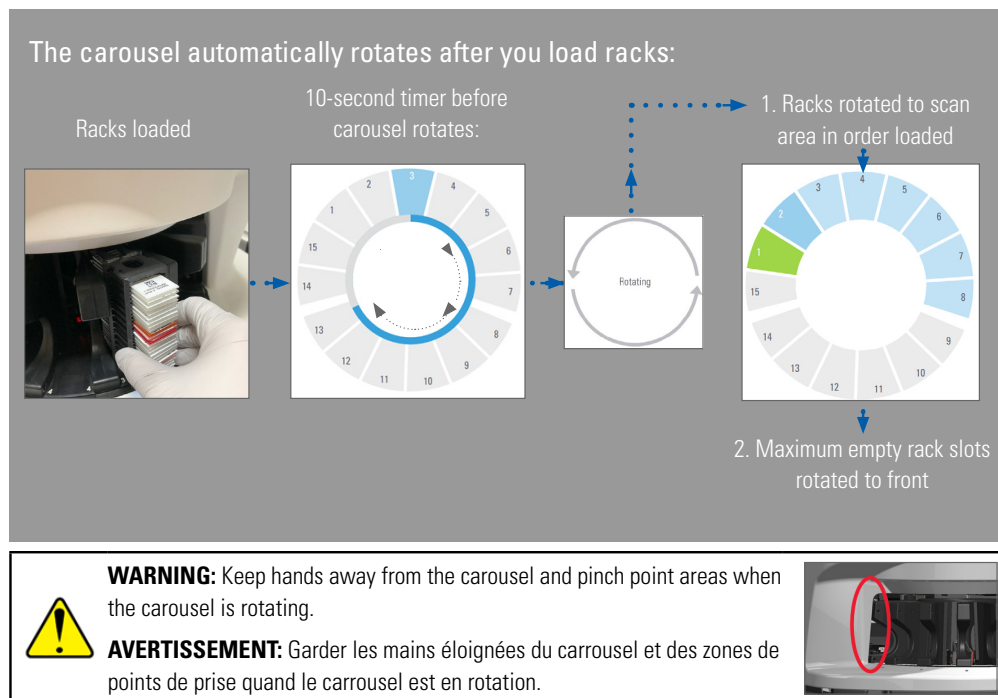 The carousel automatically rotates after you load racks:
Racks loaded
10-second timer before
carousel rotates:
1. Racks rotated to scan
area in order loaded
1
2
3
4
5
6
7
8
9
10
11
12
13
14
15
Rotating
1
2
3
4
5
6
7
8
9
10
11
12
13
14
15
2. Maximum empty rack slots
rotated to front
WARNING: Keep hands away from the carousel and pinch point areas when
the carousel is rotating.
AVERTISSEMENT: Garder les mains éloignées du carrousel et des zones de
points de prise quand le carrousel est en rotation.